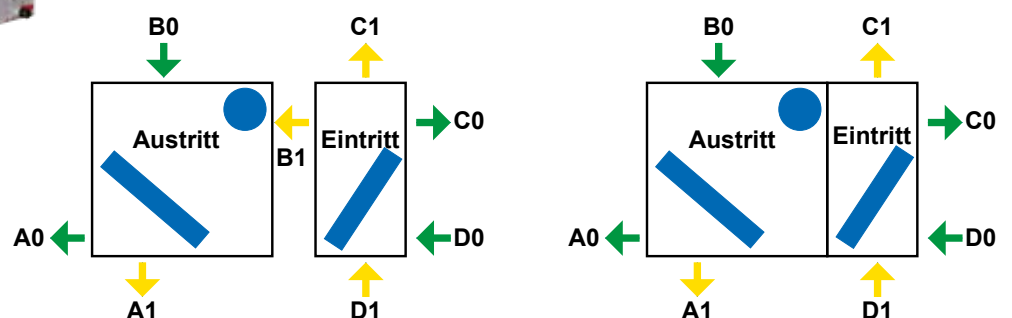 B0 C1
Austritt Eintritt
B1
C0
A0
D0
A1 D1
B0 C1
Austritt Eintritt
C0
A0
D0
A1 D1